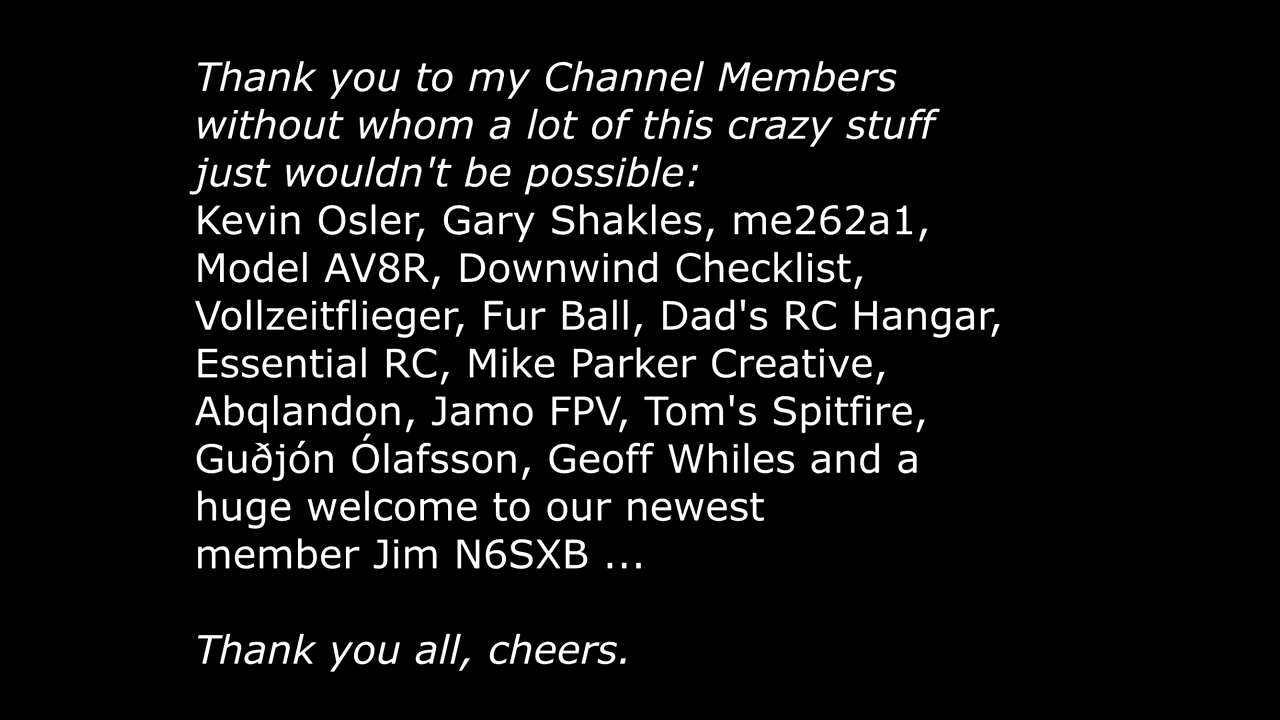 Thank you to my Channel Members
without whom a lot of this crazy stuff
just wouldn't be possible:
Kevin Osler, Gary Shakles, me262a1,
Model AV8R, Downwind Checklist,
Vollzeitflieger, Fur Ball, Dad's RC Hangar,
Essential RC, Mike Parker Creative,
Abqlandon, Jamo FPV, Tom's Spitfire,
Guðjón Ólafsson, Geoff Whiles and a
huge welcome to our newest
member Jim N6SXB ...
Thank you all, cheers.